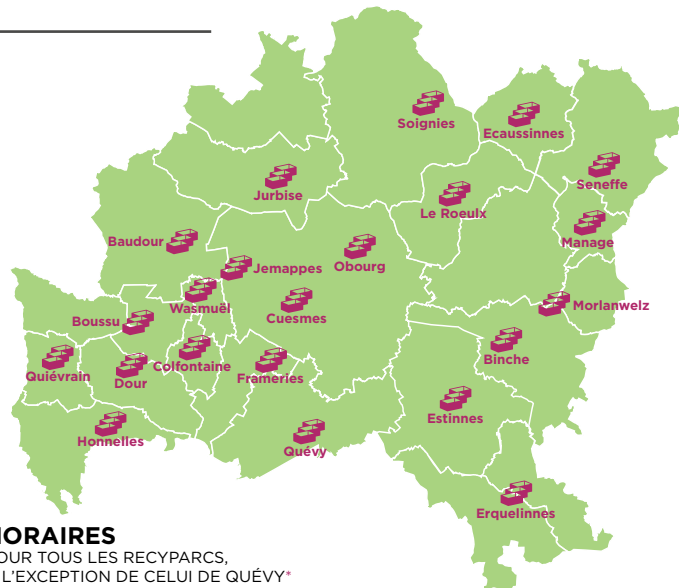 Soignies
Ecaussinnes
Seneffe
Jurbise
Le Roeulx
Manage
Baudour
Jemappes
Obourg
Wasmuël
Cuesmes
Morlanwelz
Boussu
Binche
Colfontaine
Quiévrain
Dour
Frameries
Estinnes
Honnelles
Quévy
Erquelinnes
HORAIRES
POUR TOUS LES RECYPARCS,
L'EXCEPTION DE CELUI DE QUÉVY*